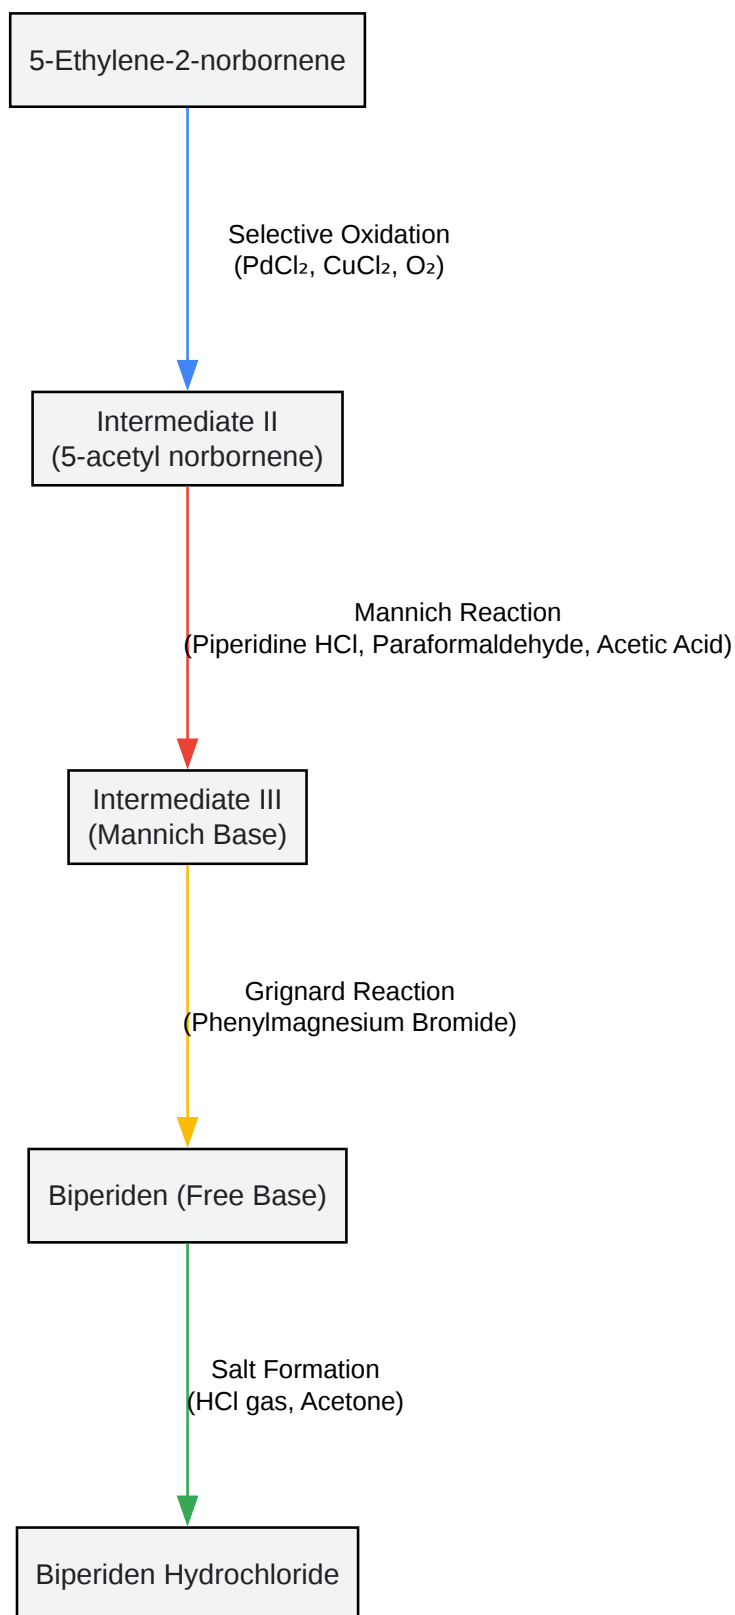 5-Ethylene-2-norbornene
Selective Oxidation
(PdCl₂, CuCl₂, O₂)
Intermediate II
(5-acetyl norbornene)
Mannich Reaction
(Piperidine HCl, Paraformaldehyde, Acetic Acid)
Intermediate III
(Mannich Base)
Grignard Reaction
(Phenylmagnesium Bromide)
Biperiden (Free Base)
Salt Formation
(HCl gas, Acetone)
Biperiden Hydrochloride